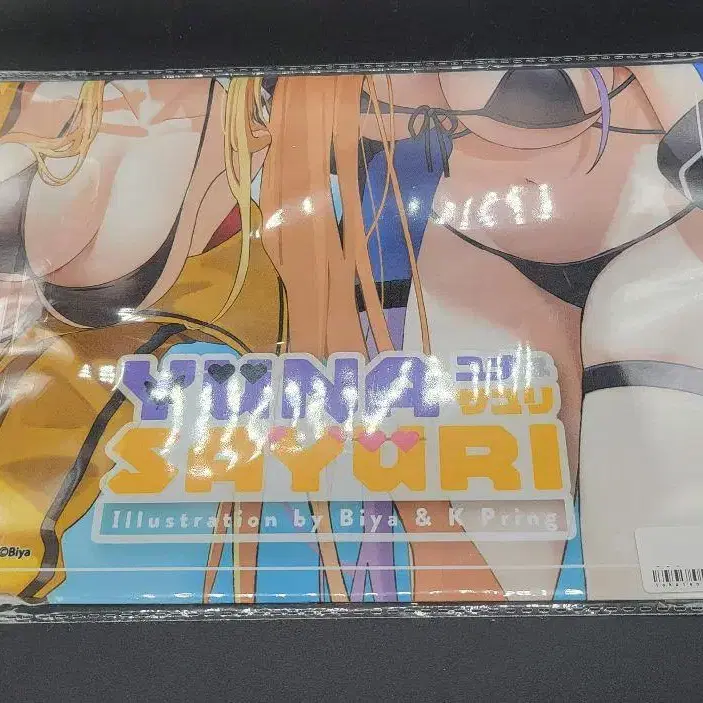 YUNA
SAYURI
Illustration by Biya & K Pring
©Biya